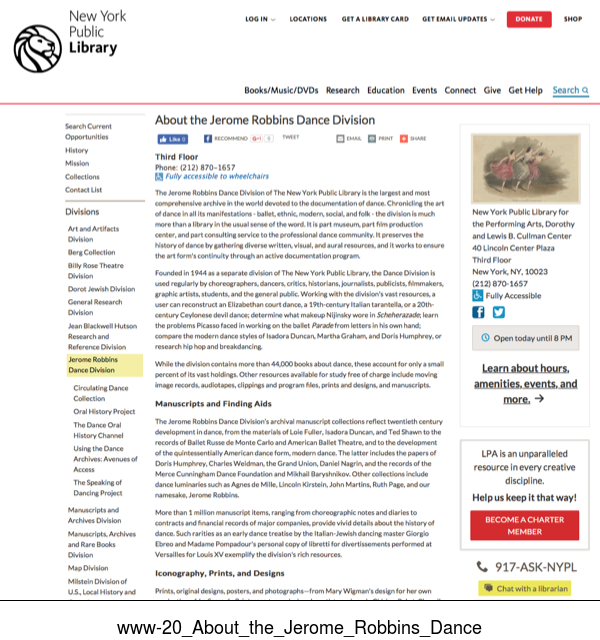 New York
Public
Library
LOG IN
LOCATIONS
GET A LIBRARY CARD
GET EMAIL UPDATES
DONATE
SHOP
Books/Music/DVDs Research Education Events Connect Give Get Help Search
Search Current
Opportunities
History
Mission
Collections
Contact List
Divisions
Art and Artifacts
Division
Berg Collection
Billy Rose Theatre
Division
Dorot Jewish Division
General Research
Division
Jean Blackwell Hutson
Research and
Reference Division
Jerome Robbins
Dance Division
Circulating Dance
Collection
Oral History Project
The Dance Oral
History Channel
Using the Dance
Archives: Avenues of
Access
The Speaking of
Dancing Project
Manuscripts and
Archives Division
Manuscripts, Archives
and Rare Books
Division
Map Division
Milstein Division of
U.S., Local History and
About the Jerome Robbins Dance Division
Like 0
RECOMMEND
G+1
TWEET
EMAIL
PRINT
SHARE
Third Floor
Phone: (212) 870-1657
Fully accessible to wheelchairs
The Jerome Robbins Dance Division of The New York Public Library is the largest and most
comprehensive archive in the world devoted to the documentation of dance. Chronicling the art
of dance in all its manifestations - ballet, ethnic, modern, social, and folk - the division is much
more than a library in the usual sense of the word. It is part museum, part film production
center, and part consulting service to the professional dance community. It preserves the
history of dance by gathering diverse written, visual, and aural resources, and it works to ensure
the art form's continuity through an active documentation program.
Founded in 1944 as a separate division of The New York Public Library, the Dance Division is
used regularly by choreographers, dancers, critics, historians, journalists, publicists, filmmakers,
graphic artists, students, and the general public. Working with the division's vast resources, a
user can reconstruct an Elizabethan court dance, a 19th-century Italian tarantella, or a 20th-
century Ceylonese devil dance; determine what makeup Nijinsky wore in Scheherazade; learn
the problems Picasso faced in working on the ballet Parade from letters in his own hand;
compare the modern dance styles of Isadora Duncan, Martha Graham, and Doris Humphrey, or
research hip hop and breakdancing.
While the division contains more than 44,000 books about dance, these account for only a small
percent of its vast holdings. Other resources available for study free of charge include moving
image records, audiotapes, clippings and program files, prints and designs, and manuscripts.
Manuscripts and Finding Aids
The Jerome Robbins Dance Division's archival manuscript collections reflect twentieth century
development in dance, from the materials of Loie Fuller, Isadora Duncan, and Ted Shawn to the
records of Ballet Russe de Monte Carlo and American Ballet Theatre, and to the development
of the quintessentially American dance form, modern dance. The latter includes the papers of
Doris Humphrey, Charles Weidman, the Grand Union, Daniel Nagrin, and the records of the
Merce Cunningham Dance Foundation and Mikhail Baryshnikov. Other collections include
dance luminaries such as Agnes de Mille, Lincoln Kirstein, John Martins, Ruth Page, and our
namesake, Jerome Robbins.
More than 1 million manuscript items, ranging from choreographic notes and diaries to
contracts and financial records of major companies, provide vivid details about the history of
dance. Such rarities as an early dance treatise by the Italian-Jewish dancing master Giorgio
Ebreo and Madame Pompadour's personal copy of libretti for divertissements performed at
Versailles for Louis XV exemplify the division's rich resources.
Iconography, Prints, and Designs
Prints, original designs, posters, and photographs—from Mary Wigman's design for her own
New York Public Library for
the Performing Arts, Dorothy
and Lewis B. Cullman Center
40 Lincoln Center Plaza
Third Floor
New York, NY, 10023
(212) 870-1657
Fully Accessible
Open today until 8 PM
Learn about hours,
amenities, events, and
more. →
LPA is an unparalleled
resource in every creative
discipline.
Help us keep it that way!
BECOME A CHARTER
MEMBER
917-ASK-NYPL
Chat with a librarian
www-20_About_the_Jerome_Robbins_Dance